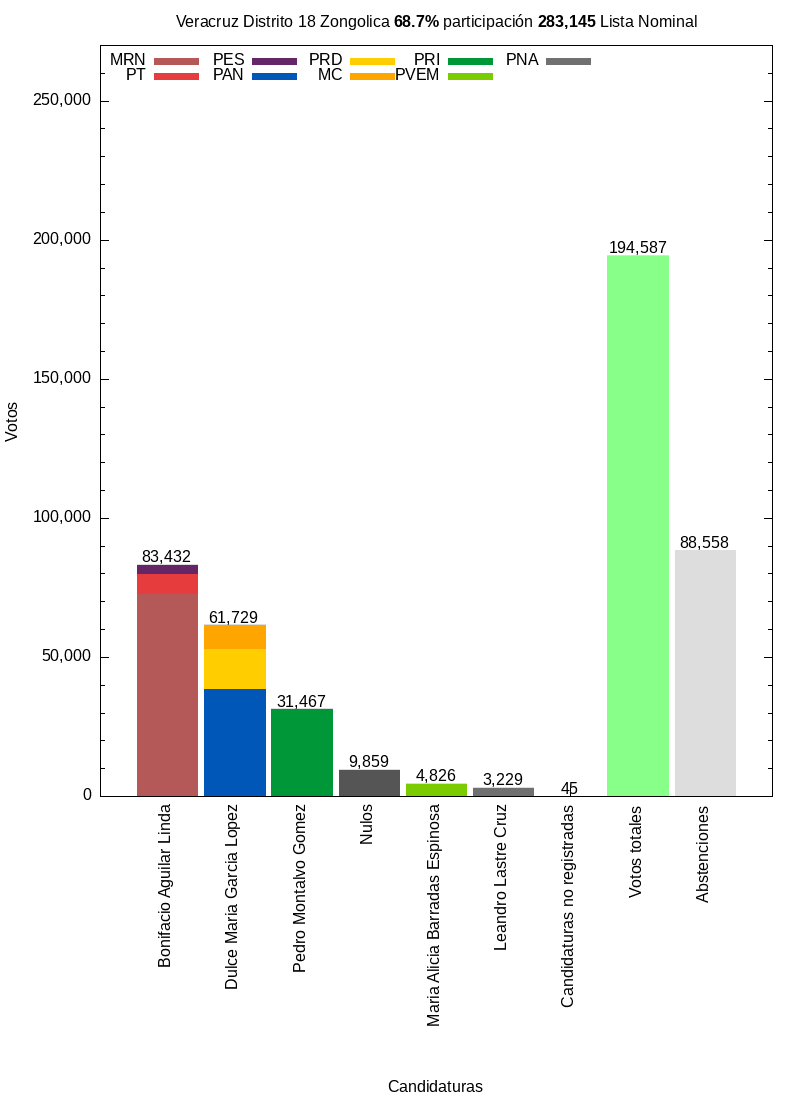 Veracruz Distrito 18 Zongolica 68.7% participación 283,145 Lista Nominal
MRN PES PRD PRI PNA
PT PAN MC PVEM
250,000
200,000
150,000
100,000
50,000
0
Votos
83,432
61,729
31,467
9,859
4,826
3,229
45
194,587
88,558
Bonifacio Aguilar Linda
Dulce Maria Garcia Lopez
Pedro Montalvo Gomez
Nulos
Maria Alicia Barradas Espinosa
Leandro Lastre Cruz
Candidaturas no registradas
Votos totales
Abstenciones
Candidaturas